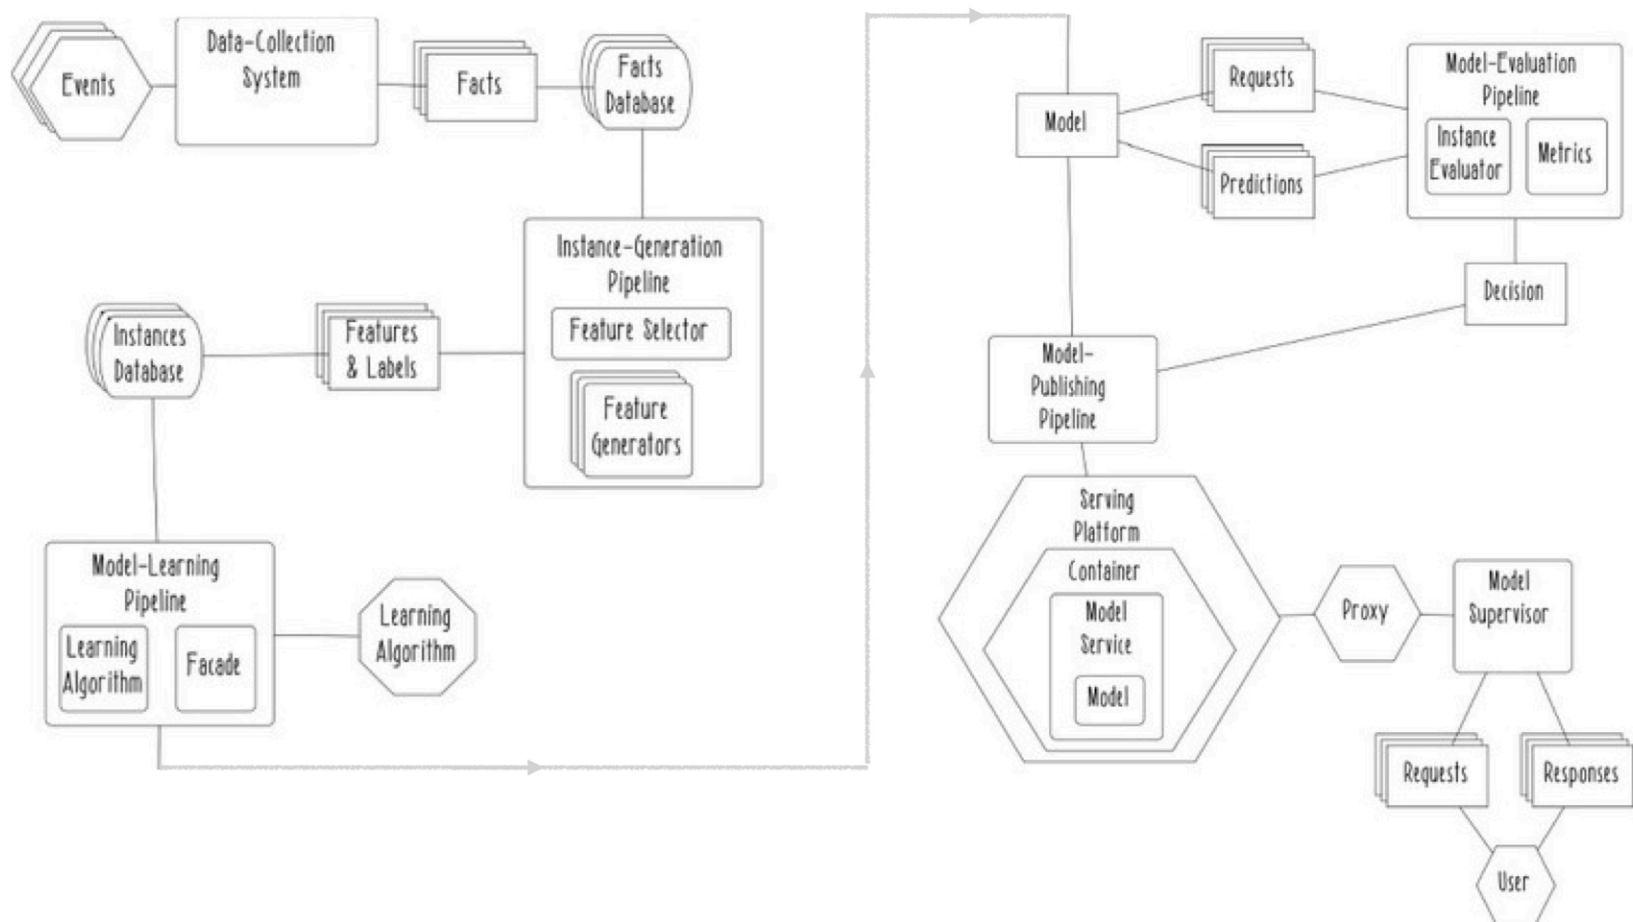 Events
Data-Collection
System
Facts
Facts
Database
Instance-Generation
Pipeline
Feature Selector
Feature
Generators
Features
& Labels
Instances
Database
Model-Learning
Pipeline
Learning
Algorithm
Facade
Learning
Algorithm
Model
Requests
Predictions
Model-Evaluation
Pipeline
Instance
Evaluator
Metrics
Decision
Model-
Publishing
Pipeline
Serving
Platform
Container
Model
Service
Model
Proxy
Model
Supervisor
Requests
Responses
User